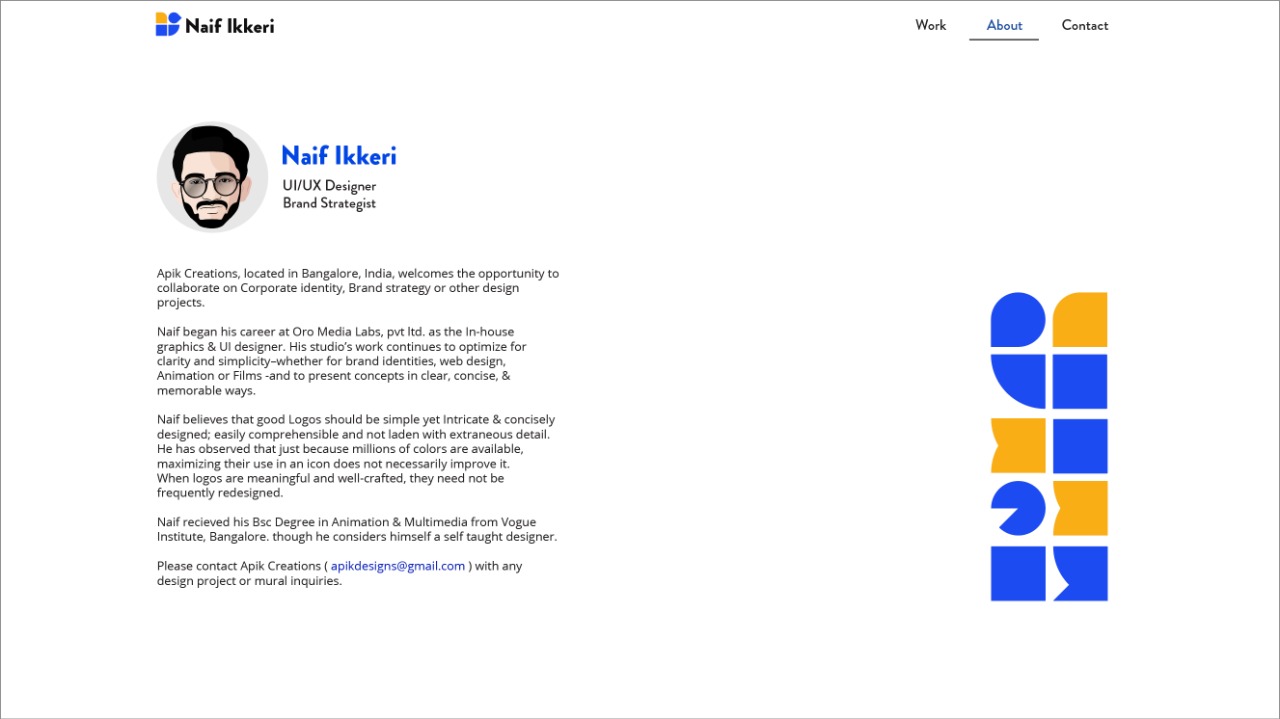 Naif Ikkeri
Work
About
Contact
Naif Ikkeri
UI/UX Designer
Brand Strategist
Apik Creations, located in Bangalore, India, welcomes the opportunity to
collaborate on Corporate identity, Brand strategy or other design
projects.
Naif began his career at Oro Media Labs, pvt ltd. as the In-house
graphics & UI designer. His studio’s work continues to optimize for
clarity and simplicity–whether for brand identities, web design,
Animation or Films -and to present concepts in clear, concise, &
memorable ways.
Naif believes that good Logos should be simple yet Intricate & concisely
designed; easily comprehensible and not laden with extraneous detail.
He has observed that just because millions of colors are available,
maximizing their use in an icon does not necessarily improve it.
When logos are meaningful and well-crafted, they need not be
frequently redesigned.
Naif recieved his Bsc Degree in Animation & Multimedia from Vogue
Institute, Bangalore. though he considers himself a self taught designer.
Please contact Apik Creations ( apikdesigns@gmail.com ) with any
design project or mural inquiries.